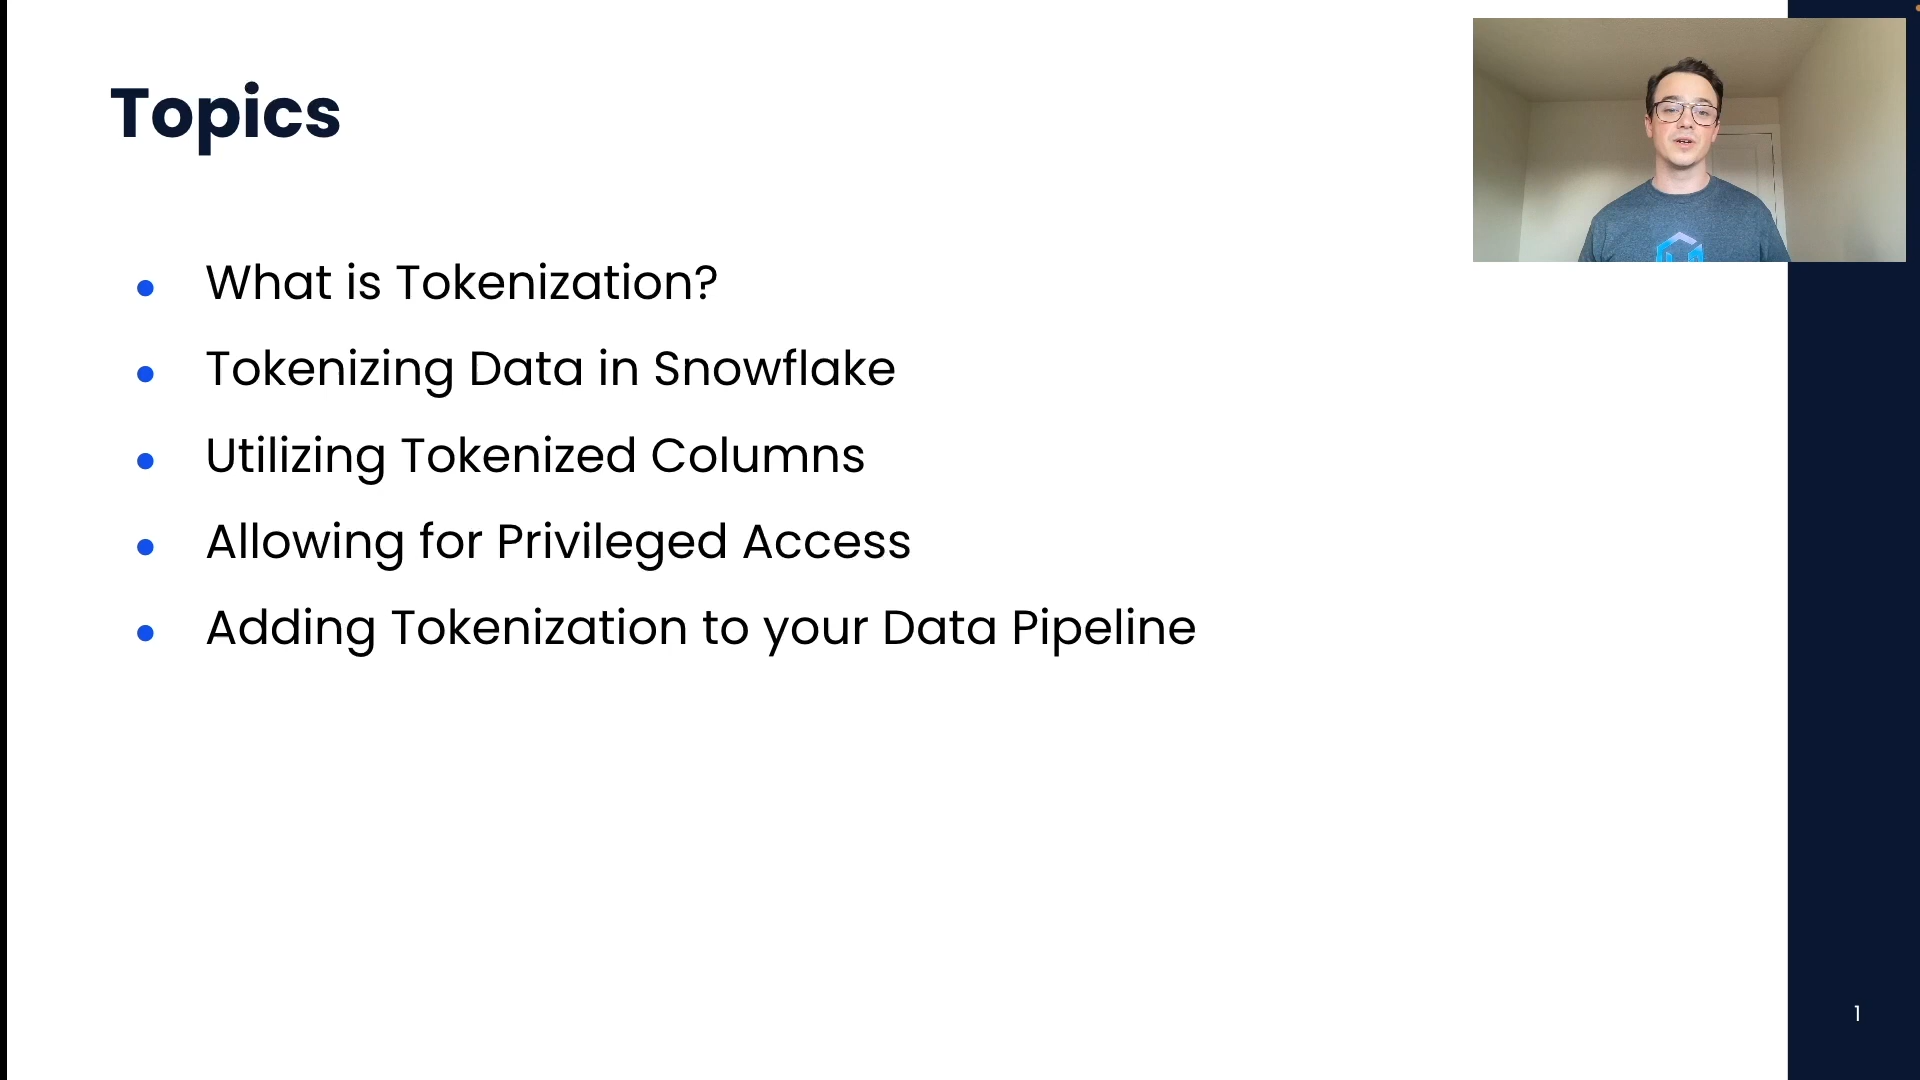 Topics
What is Tokenization?
Tokenizing Data in Snowflake
Utilizing Tokenized Columns
Allowing for Privileged Access
Adding Tokenization to your Data Pipeline
1